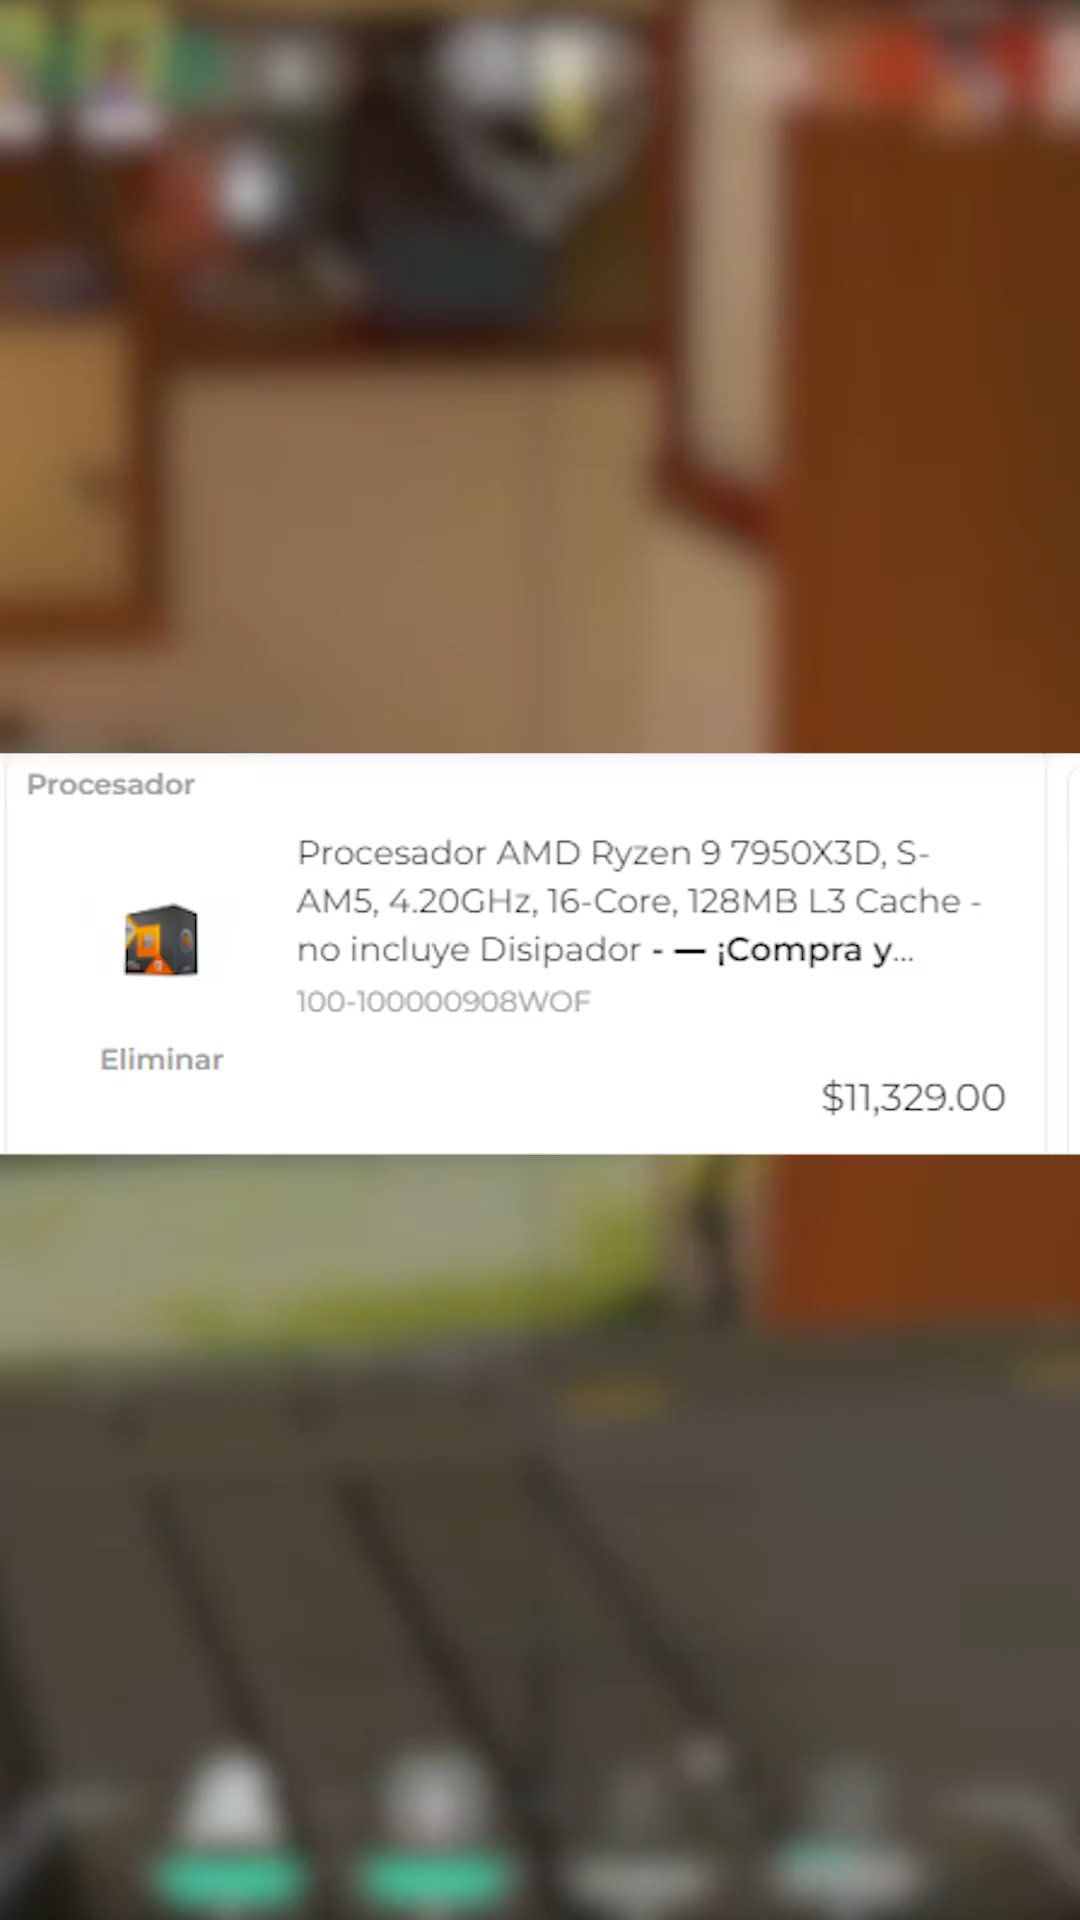 Procesador
Procesador AMD Ryzen 9 7950X3D, S-
AM5, 4.20GHz, 16-Core, 128MB L3 Cache -
no incluye Disipador - — ¡Compra y...
100-100000908WOF
Eliminar
$11,329.00